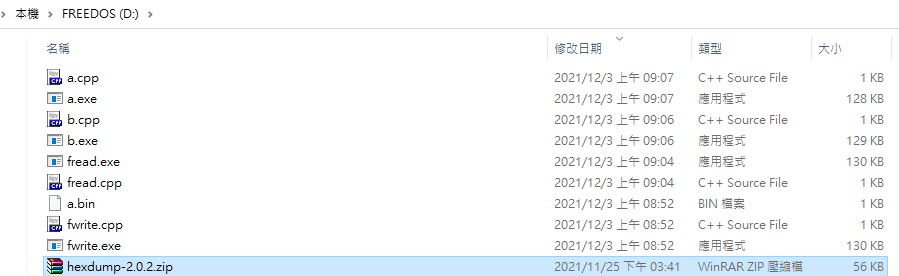 本機 > FREEDOS (D:) >
名稱 修改日期 類型 大小
a.cpp 2021/12/3 上午 09:07 C++ Source File 1 KB
a.exe 2021/12/3 上午 09:07 應用程式 128 KB
b.cpp 2021/12/3 上午 09:06 C++ Source File 1 KB
b.exe 2021/12/3 上午 09:06 應用程式 129 KB
fread.exe 2021/12/3 上午 09:04 應用程式 130 KB
fread.cpp 2021/12/3 上午 09:04 C++ Source File 1 KB
a.bin 2021/12/3 上午 08:52 BIN 檔案 1 KB
fwrite.cpp 2021/12/3 上午 08:52 C++ Source File 1 KB
fwrite.exe 2021/12/3 上午 08:52 應用程式 130 KB
hexdump-2.0.2.zip 2021/11/25 下午 03:41 WinRAR ZIP 壓縮檔 56 KB